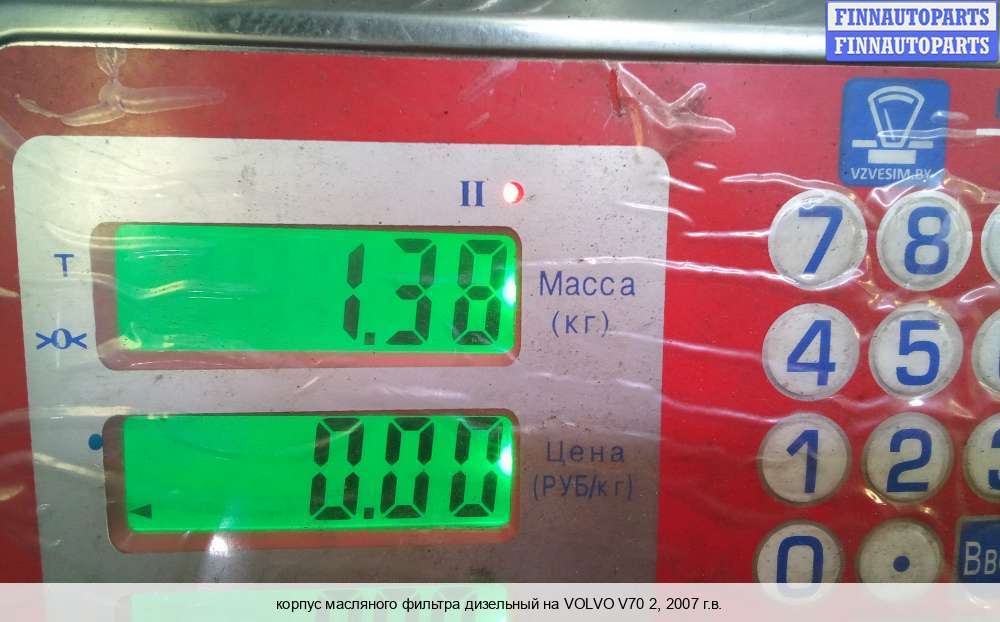 FINNAUTOPARTS
FINNAUTOPARTS
VZVESIM.BY
II
T
1.38
Масса
(кг)
>0<
7 8
4 5
0.00
Цена
(РУБ/кг)
1 2
0 .
корпус масляного фильтра дизельный на VOLVO V70 2, 2007 г.в.